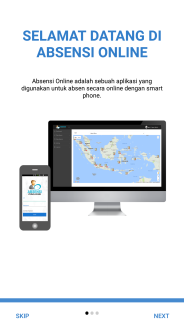 SELAMAT DATANG DI
ABSENSI ONLINE
Absensi Online adalah sebuah aplikasi yang
digunakan untuk absen secara online dengan smart
phone.
SKIP
NEXT